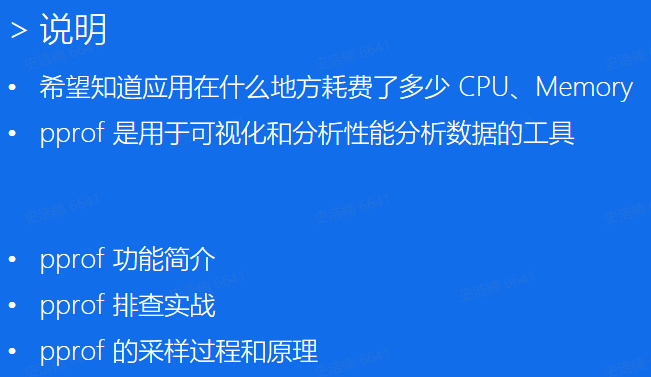 > 说明
• 希望知道应用在什么地方耗费了多少 CPU、Memory
• pprof 是用于可视化和分析性能分析数据的工具
• pprof 功能简介
• pprof 排查实战
• pprof 的采样过程和原理